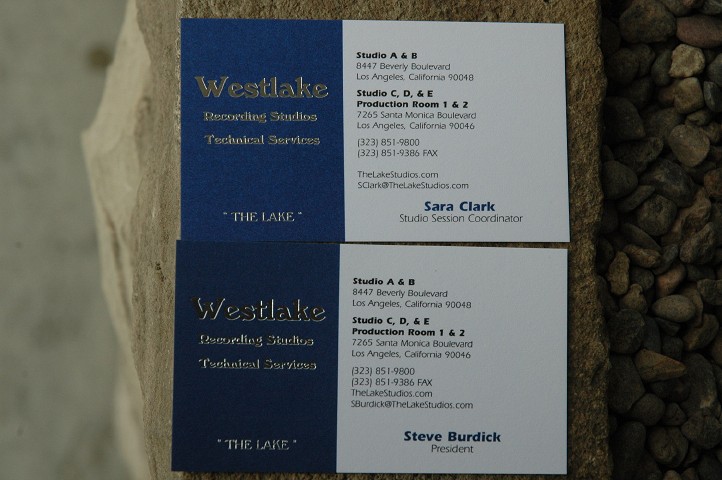 Westlake
Recording Studios
Technical Services
" THE LAKE "
Studio A & B
8447 Beverly Boulevard
Los Angeles, California 90048
Studio C, D, & E
Production Room 1 & 2
7265 Santa Monica Boulevard
Los Angeles, California 90046
(323) 851-9800
(323) 851-9386 FAX
TheLakeStudios.com
SClark@TheLakeStudios.com
Sara Clark
Studio Session Coordinator
Westlake
Recording Studios
Technical Services
" THE LAKE "
Studio A & B
8447 Beverly Boulevard
Los Angeles, California 90048
Studio C, D, & E
Production Room 1 & 2
7265 Santa Monica Boulevard
Los Angeles, California 90046
(323) 851-9800
(323) 851-9386 FAX
TheLakeStudios.com
SBurdick@TheLakeStudios.com
Steve Burdick
President